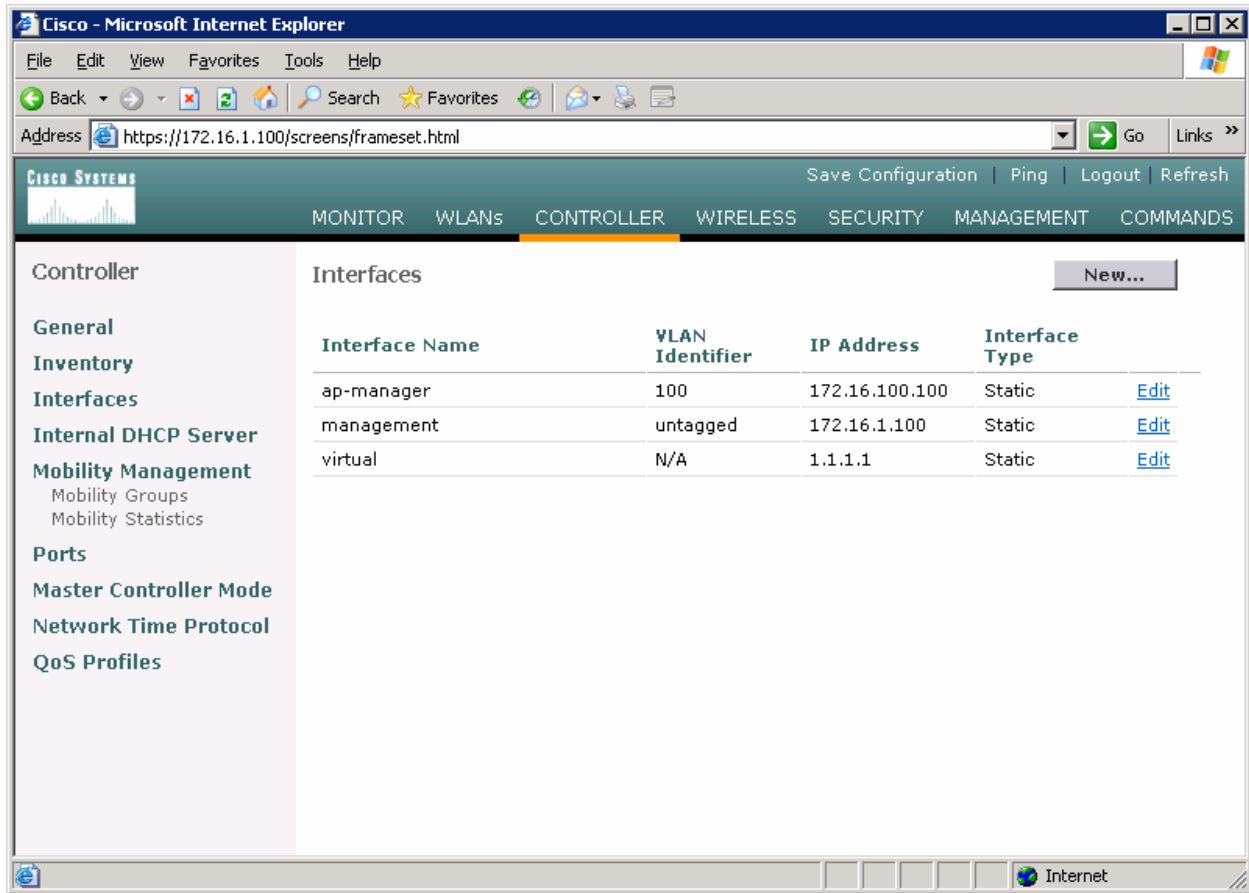 Cisco - Microsoft Internet Explorer
File Edit View Favorites Tools Help
Back Search Favorites
Address https://172.16.1.100/screens/frameset.html Go Links »
CISCO SYSTEMS
Save Configuration | Ping | Logout | Refresh
MONITOR WLANs CONTROLLER WIRELESS SECURITY MANAGEMENT COMMANDS
Controller
General
Inventory
Interfaces
Internal DHCP Server
Mobility Management
Mobility Groups
Mobility Statistics
Ports
Master Controller Mode
Network Time Protocol
QoS Profiles
Interfaces New...
Interface Name VLAN Identifier IP Address Interface Type
ap-manager 100 172.16.100.100 Static Edit
management untagged 172.16.1.100 Static Edit
virtual N/A 1.1.1.1 Static Edit
Internet